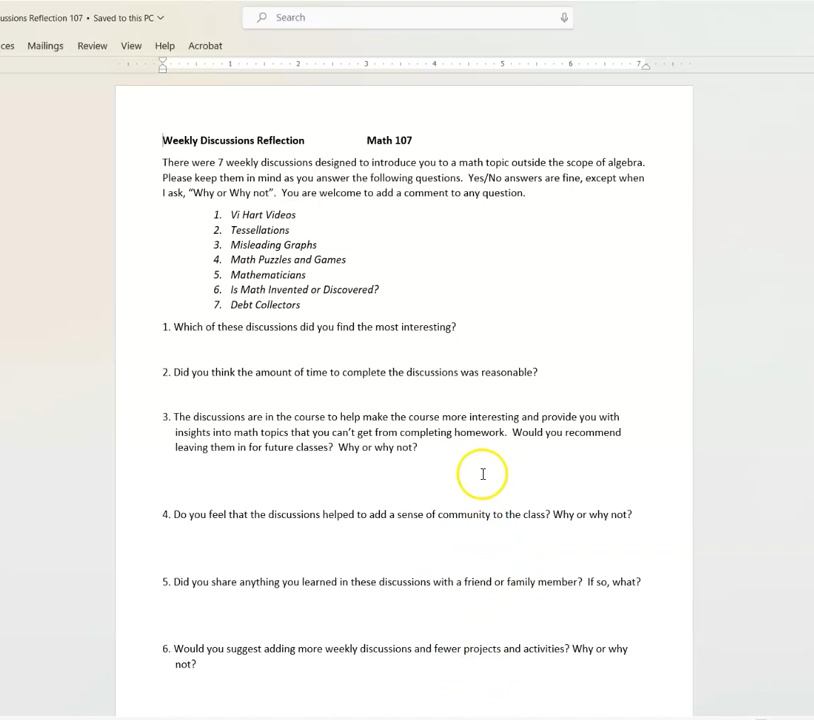 ussions Reflection 107 • Saved to this PC
Search
ces Mailings Review View Help Acrobat
1 2 3 4 5 6 7
Weekly Discussions Reflection Math 107
There were 7 weekly discussions designed to introduce you to a math topic outside the scope of algebra.
Please keep them in mind as you answer the following questions. Yes/No answers are fine, except when
I ask, “Why or Why not”. You are welcome to add a comment to any question.
1. Vi Hart Videos
2. Tessellations
3. Misleading Graphs
4. Math Puzzles and Games
5. Mathematicians
6. Is Math Invented or Discovered?
7. Debt Collectors
1. Which of these discussions did you find the most interesting?
2. Did you think the amount of time to complete the discussions was reasonable?
3. The discussions are in the course to help make the course more interesting and provide you with
insights into math topics that you can’t get from completing homework. Would you recommend
leaving them in for future classes? Why or why not?
4. Do you feel that the discussions helped to add a sense of community to the class? Why or why not?
5. Did you share anything you learned in these discussions with a friend or family member? If so, what?
6. Would you suggest adding more weekly discussions and fewer projects and activities? Why or why
not?